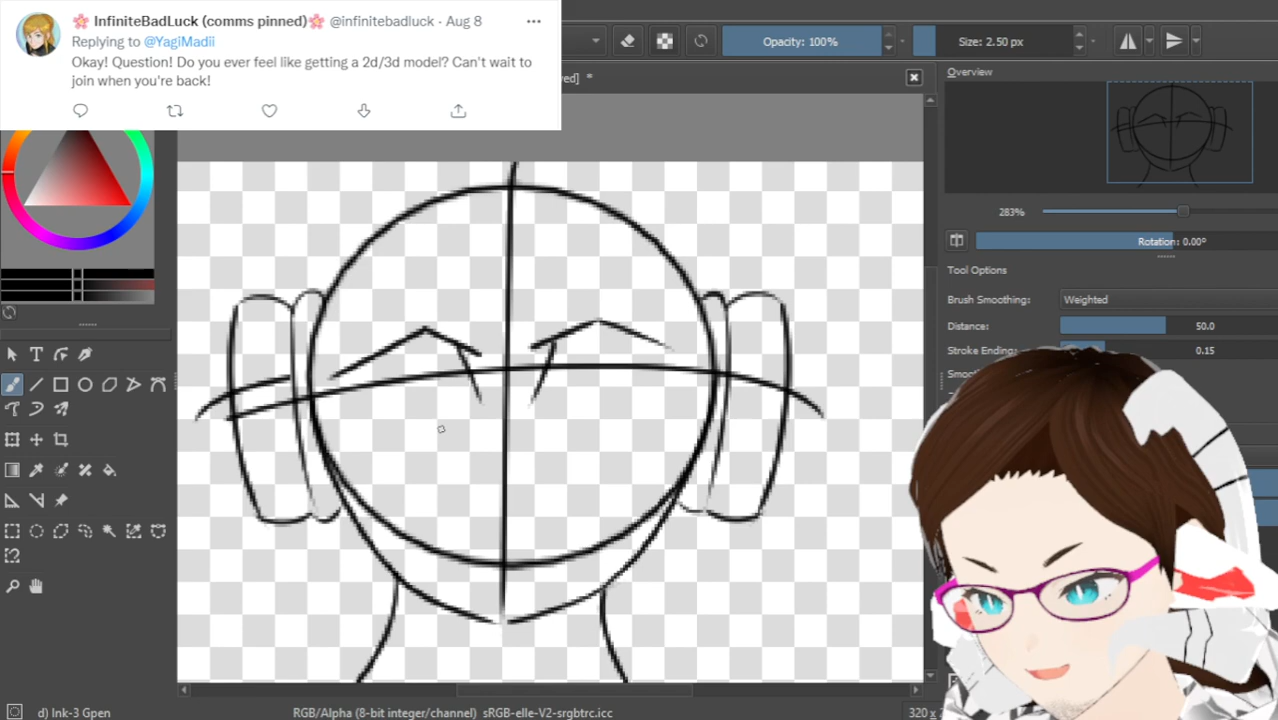 🌸 InfiniteBadLuck (comms pinned)🌸 @infinitebadluck · Aug 8
Replying to @YagiMadii
Okay! Question! Do you ever feel like getting a 2d/3d model? Can't wait to
join when you're back!
Opacity: 100%
Size: 2.50 px
ved] *
Overview
283%
Rotation: 0.00°
Tool Options
Brush Smoothing: Weighted
Distance: 50.0
Stroke Ending: 0.15
d) Ink-3 Gpen
RGB/Alpha (8-bit integer/channel) sRGB-elle-V2-srgbtrc.icc
320 x